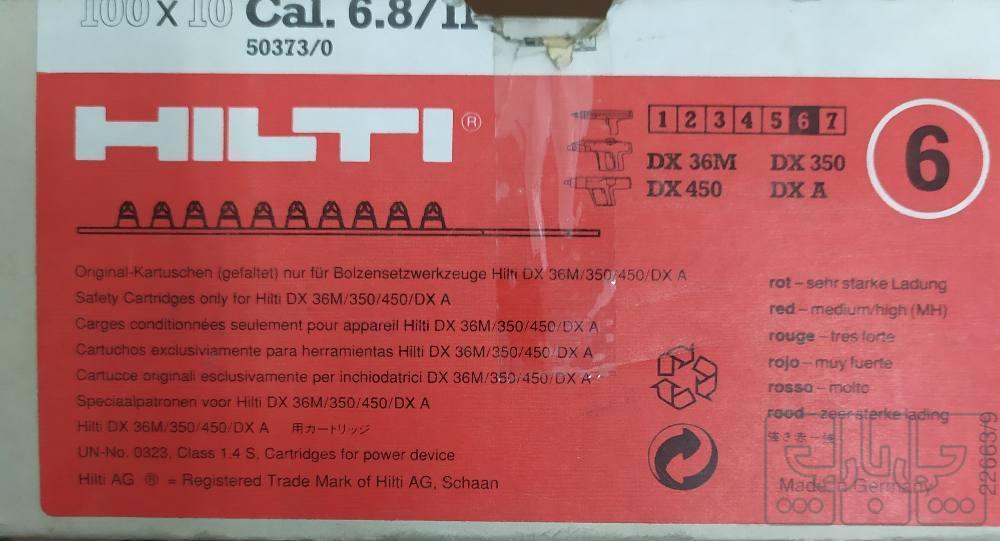 100 x 10 Cal. 6.8/11
50373/0
HILTI ®
1 2 3 4 5 6 7
DX 36M DX 350
DX 450 DX A
6
Original-Kartuschen (gefaltet) nur für Bolzensetzwerkzeuge Hilti DX 36M/350/450/DX A
Safety Cartridges only for Hilti DX 36M/350/450/DX A
Carges conditionnées seulement pour appareil Hilti DX 36M/350/450/DX A
Cartuchos exclusivamente para herramientas Hilti DX 36M/350/450/DX A
Cartucce originali esclusivamente per inchiodatrici DX 36M/350/450/DX A
Speciaalpatronen voor Hilti DX 36M/350/450/DX A
Hilti DX 36M/350/450/DX A 用カートリッジ
UN-No. 0323, Class 1.4 S, Cartridges for power device
Hilti AG ® = Registered Trade Mark of Hilti AG, Schaan
rot – sehr starke Ladung
red – medium/high (MH)
rouge – tres forte
rojo – muy fuerte
rosso – molto
rood – zeer sterke lading
強さ赤一強
Made in Germany
22663/9